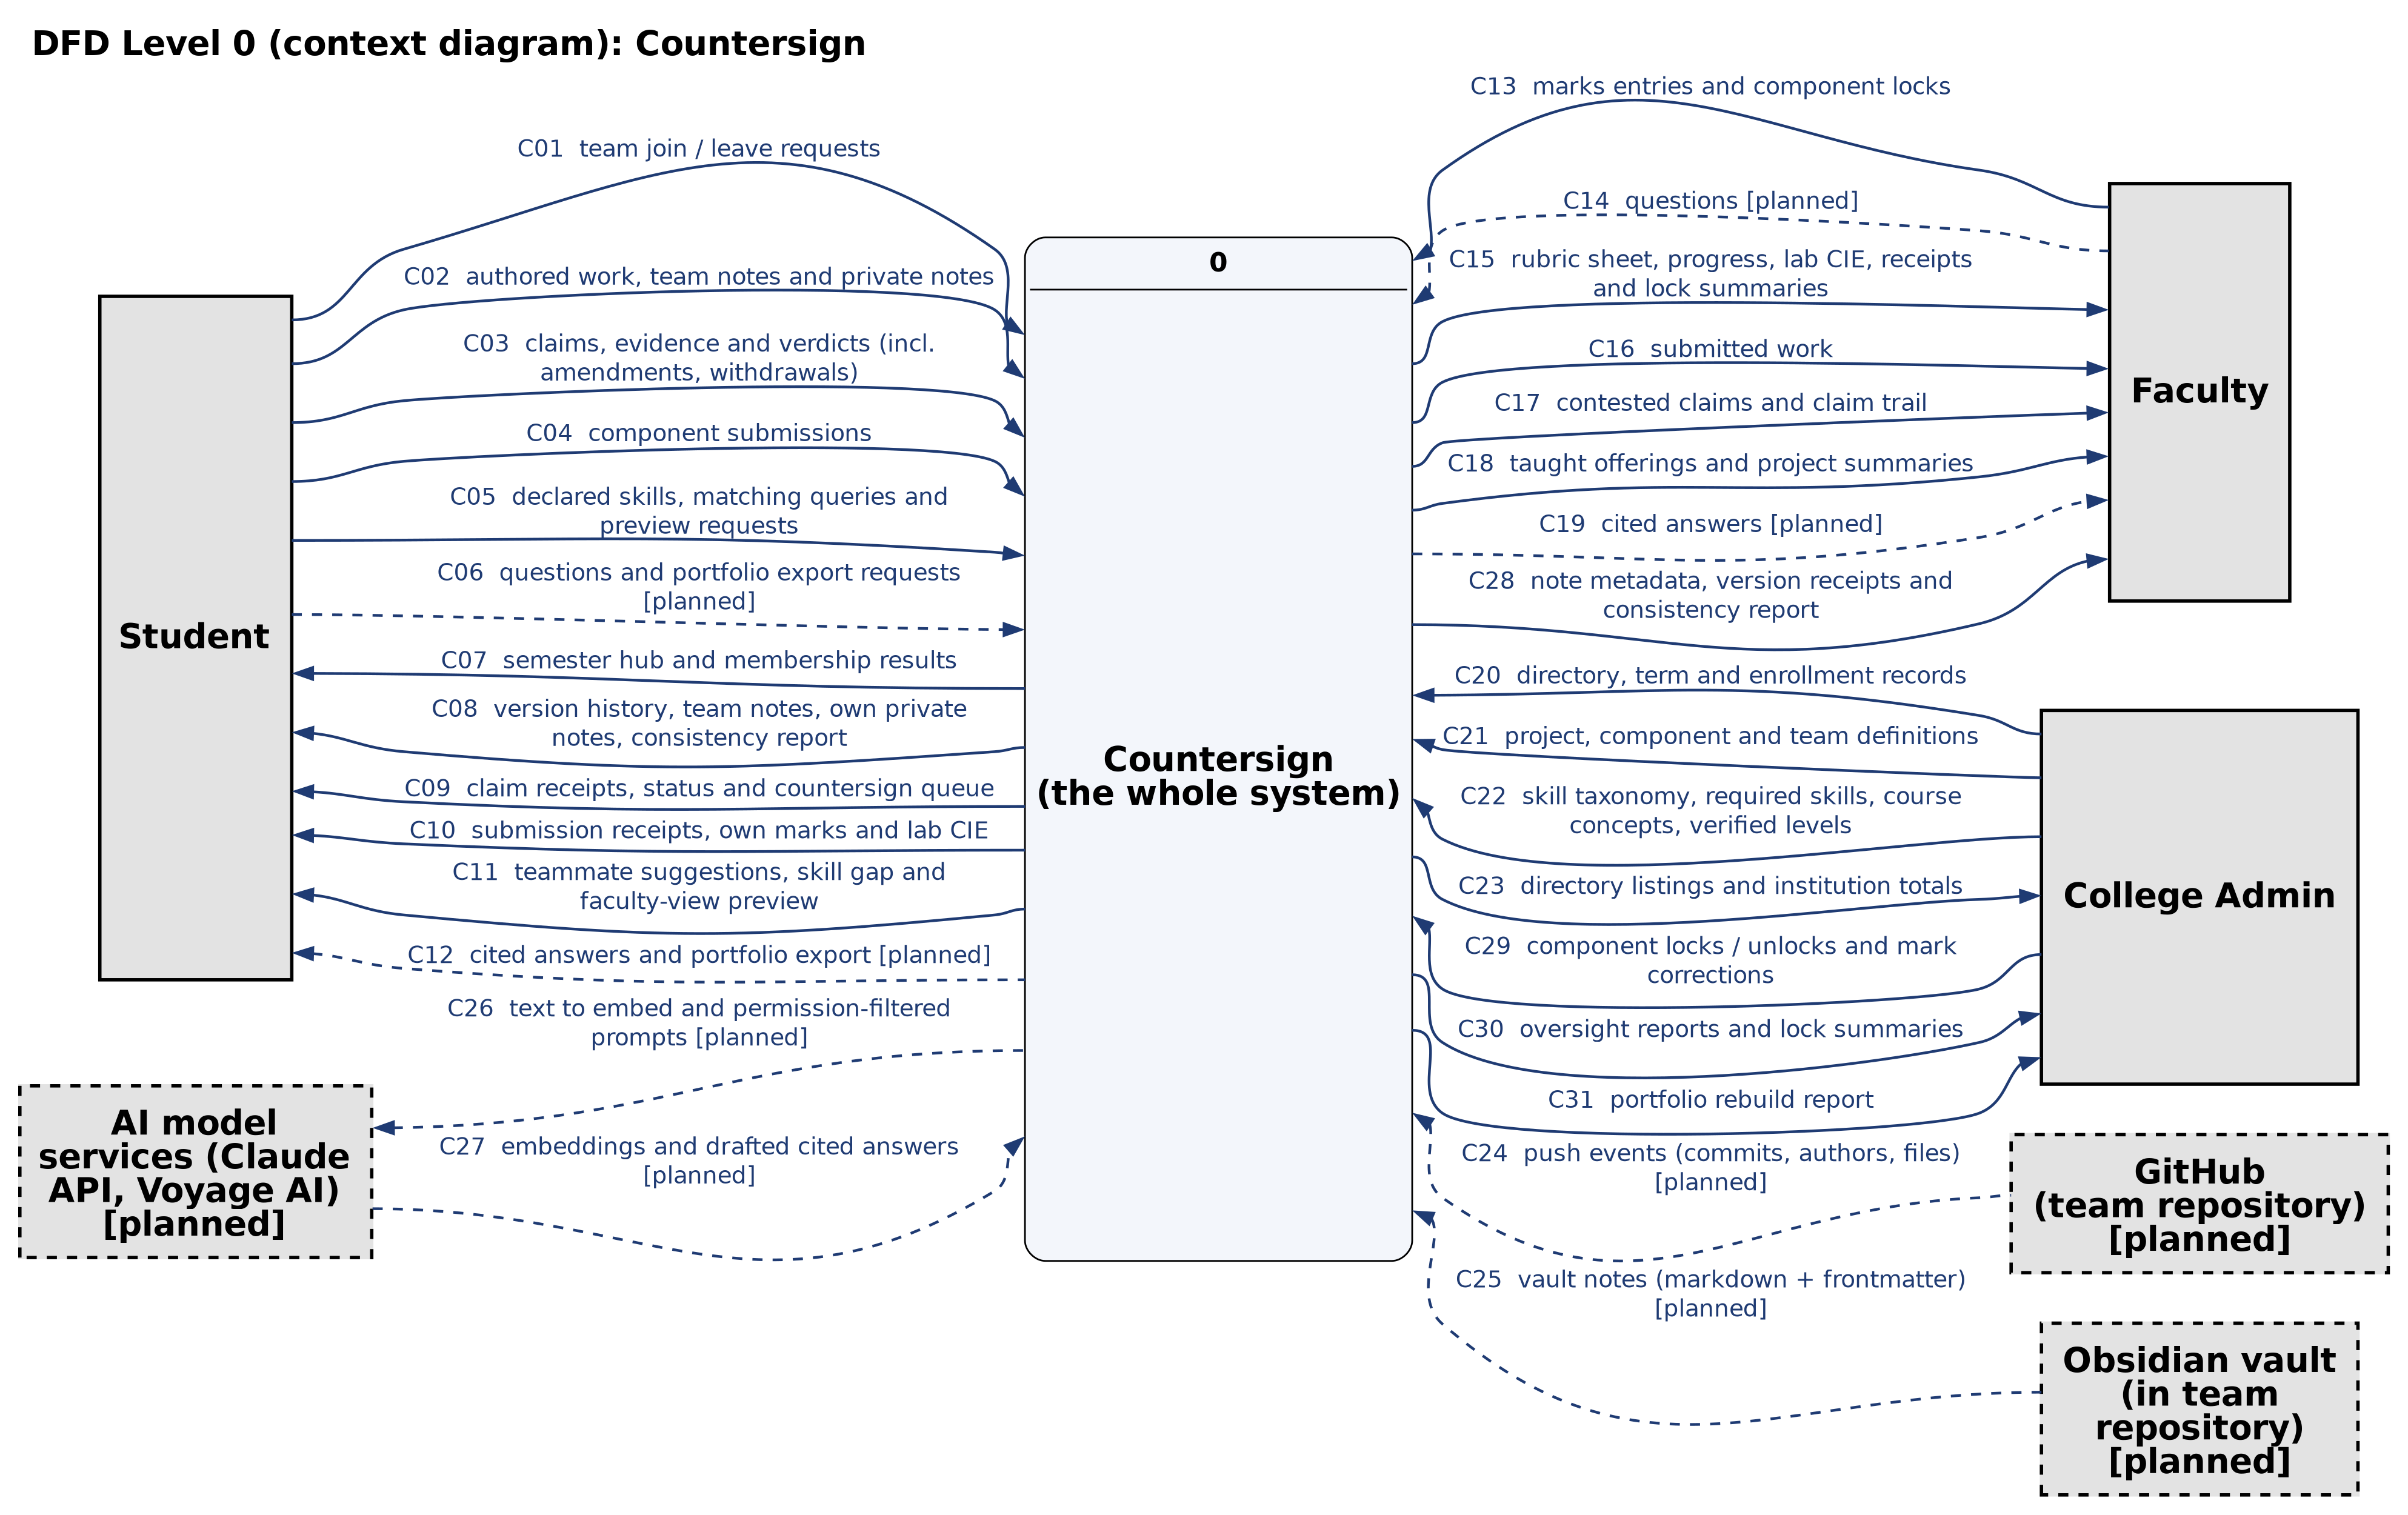 DFD Level 0 (context diagram): Countersign
C01 team join / leave requests
C02 authored work, team notes and private notes
C03 claims, evidence and verdicts (incl.
amendments, withdrawals)
C04 component submissions
C05 declared skills, matching queries and
preview requests
C06 questions and portfolio export requests
[planned]
C07 semester hub and membership results
C08 version history, team notes, own private
notes, consistency report
C09 claim receipts, status and countersign queue
C10 submission receipts, own marks and lab CIE
C11 teammate suggestions, skill gap and
faculty-view preview
C12 cited answers and portfolio export [planned]
C26 text to embed and permission-filtered
prompts [planned]
C27 embeddings and drafted cited answers
[planned]
Student
AI model
services (Claude
API, Voyage AI)
[planned]
0
Countersign
(the whole system)
C13 marks entries and component locks
C14 questions [planned]
C15 rubric sheet, progress, lab CIE, receipts
and lock summaries
C16 submitted work
C17 contested claims and claim trail
C18 taught offerings and project summaries
C19 cited answers [planned]
C28 note metadata, version receipts and
consistency report
C20 directory, term and enrollment records
C21 project, component and team definitions
C22 skill taxonomy, required skills, course
concepts, verified levels
C23 directory listings and institution totals
C29 component locks / unlocks and mark
corrections
C30 oversight reports and lock summaries
C31 portfolio rebuild report
C24 push events (commits, authors, files)
[planned]
C25 vault notes (markdown + frontmatter)
[planned]
Faculty
College Admin
GitHub
(team repository)
[planned]
Obsidian vault
(in team
repository)
[planned]